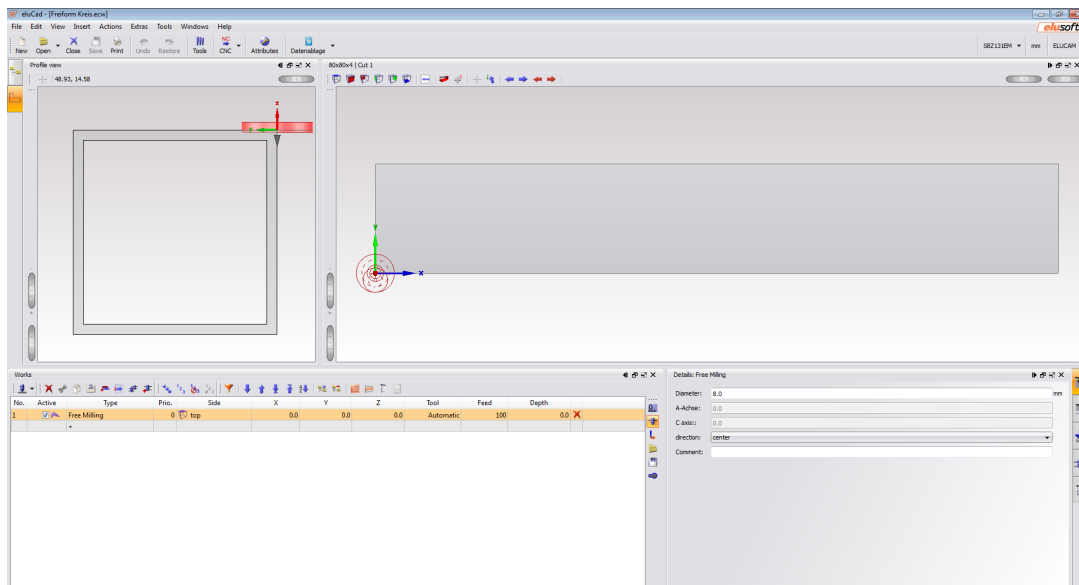 eluCad - [Freiform Kreis.ecw]
File Edit View Insert Actions Extras Tools Windows Help
elusoft
New Open Close Save Print Undo Restore Tools CNC Attributes Datenablage
NC
SBZ131EM mm ELUCAM
Profile view
80x80x4 | Cut 1
48.93, 14.58
z
Y
Y
X
Works
Details: Free Milling
No. Active Type Prio. Side X Y Z Tool Feed Depth
1 Free Milling 0 top 0.0 0.0 0.0 Automatic 100 0.0
*
Diameter: 8.0 mm
A-Achse: 0.0
C axis:: 0.0
direction: center
Comment: